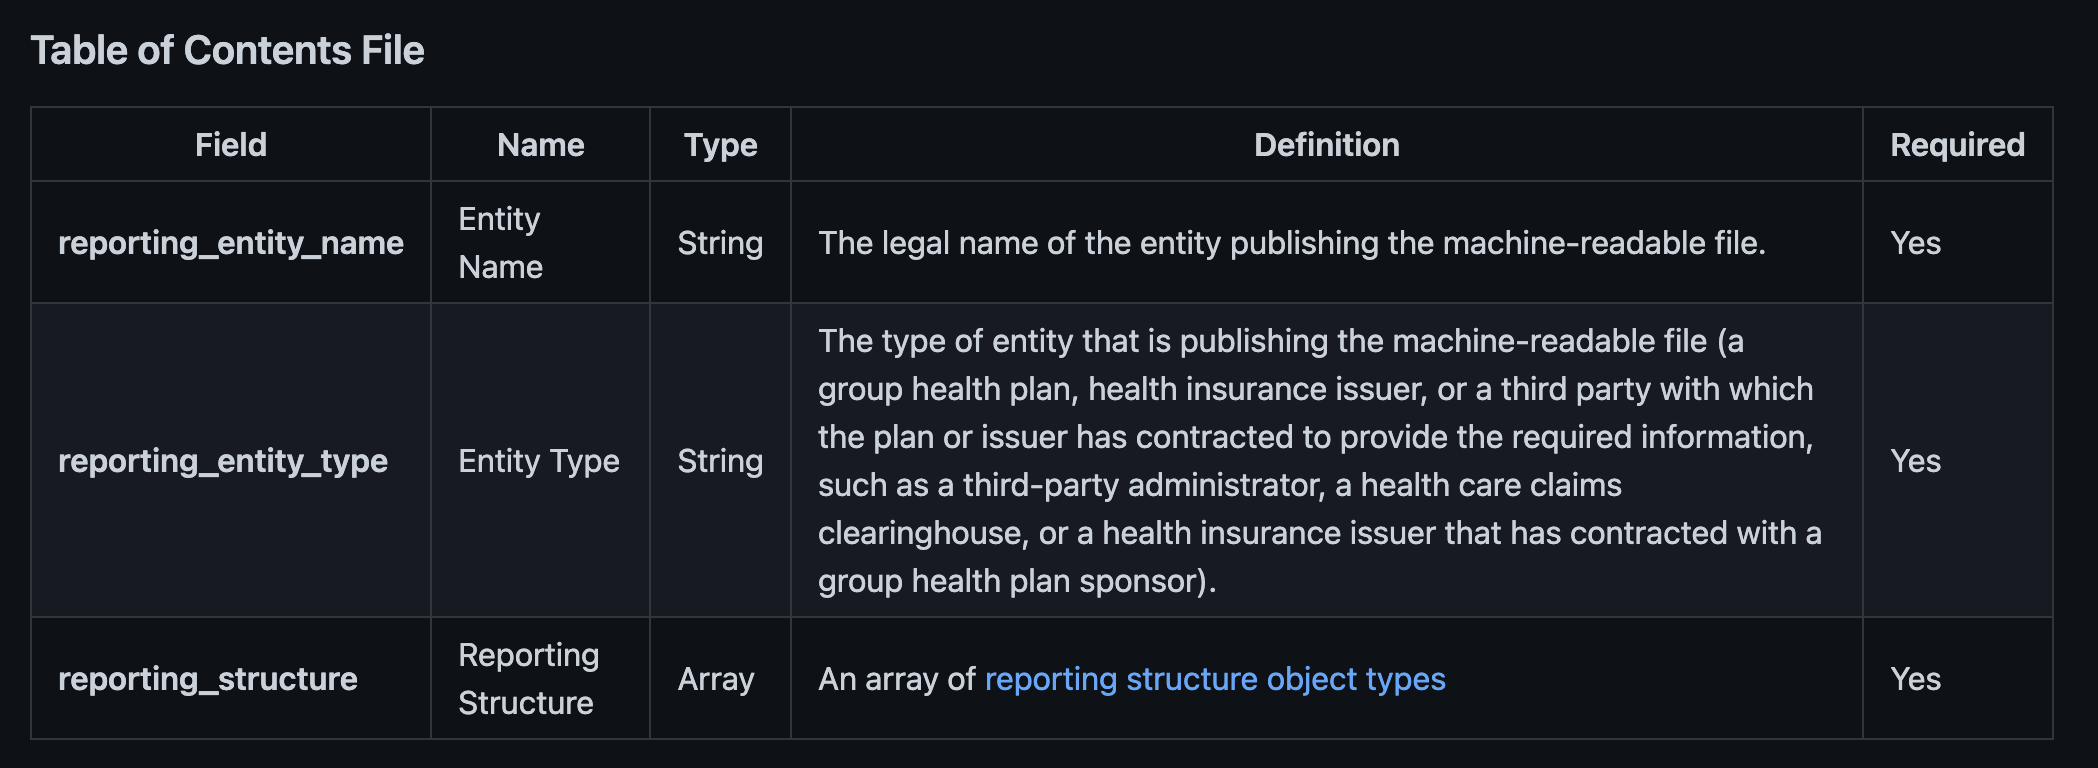 Table of Contents File
Field Name Type Definition Required
reporting_entity_name
Entity
Name
String
The legal name of the entity publishing the machine-readable file.
Yes
reporting_entity_type
Entity Type
String
The type of entity that is publishing the machine-readable file (a
group health plan, health insurance issuer, or a third party with which
the plan or issuer has contracted to provide the required information,
such as a third-party administrator, a health care claims
clearinghouse, or a health insurance issuer that has contracted with a
group health plan sponsor).
Yes
reporting_structure
Reporting
Structure
Array
An array of reporting structure object types
Yes